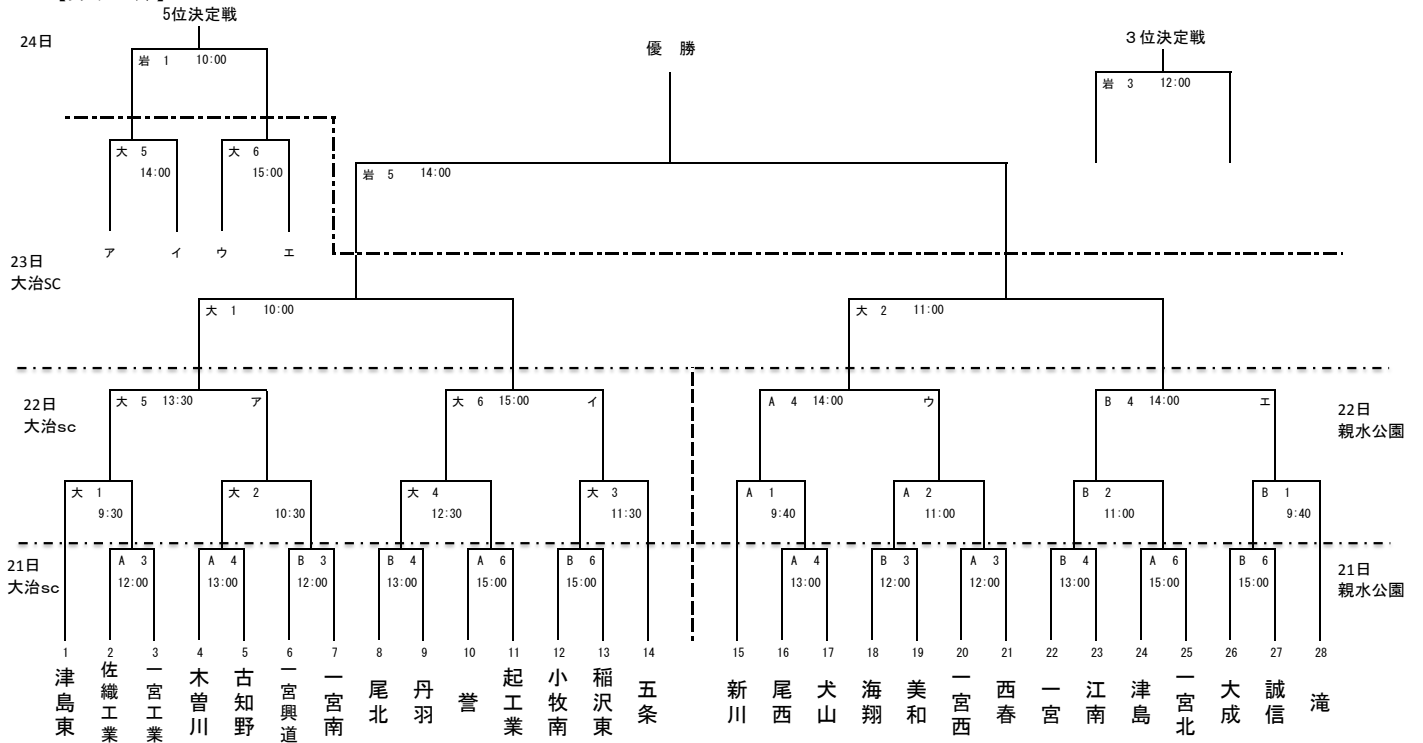 5位決定戦
24日
優 勝
３位決定戦
岩 1 10:00
岩 3 12:00
大 5
14:00
大 6
15:00
岩 5 14:00
ア イ ウ エ
23日
大治SC
大 1 10:00
大 2 11:00
22日
大治sc
大 5 13:30 ア
大 6 15:00 イ
A 4 14:00 ウ
B 4 14:00 エ
22日
親水公園
大 1
9:30
大 2
10:30
大 4
12:30
大 3
11:30
A 1
9:40
A 2
11:00
B 2
11:00
B 1
9:40
21日
大治sc
A 3
12:00
A 4
13:00
B 3
12:00
B 4
13:00
A 6
15:00
B 6
15:00
A 4
13:00
B 3
12:00
A 3
12:00
B 4
13:00
A 6
15:00
B 6
15:00
21日
親水公園
1 2 3 4 5 6 7 8 9 10 11 12 13 14 15 16 17 18 19 20 21 22 23 24 25 26 27 28
津島東
佐織工業
一宮工業
木曽川
古知野
一宮興道
一宮南
尾北
丹羽
誉
起工業
小牧南
稲沢東
五条
新川
尾西
犬山
海翔
美和
一宮西
西春
一宮
江南
津島
一宮北
大成
誠信
滝